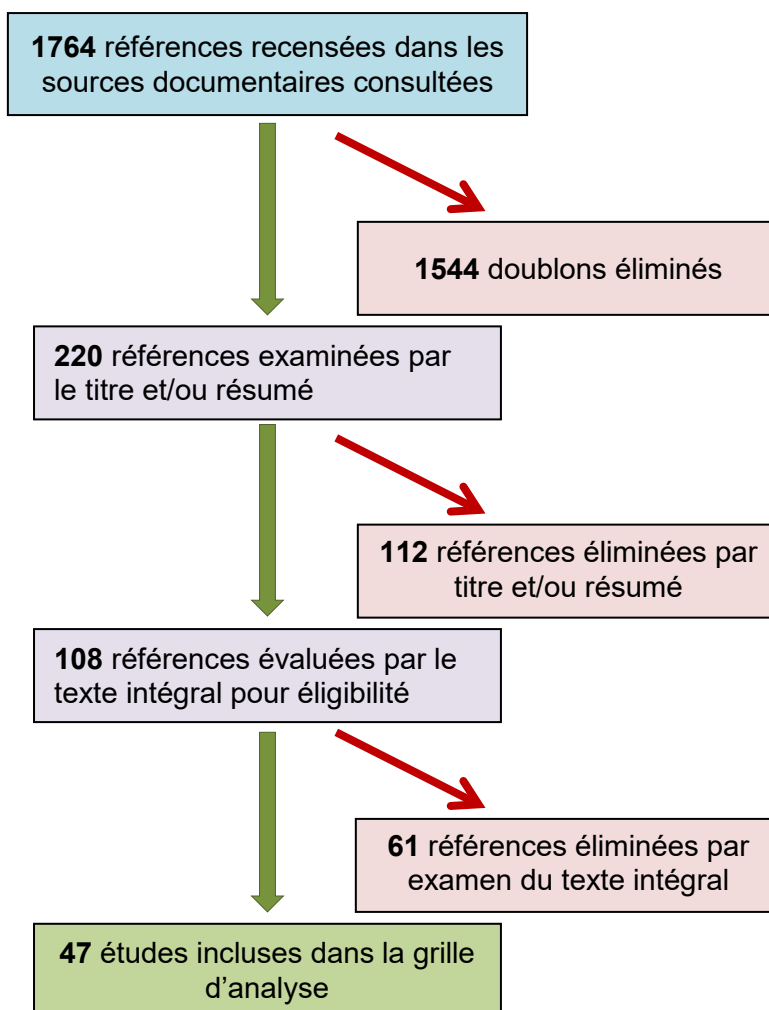 1764 références recensées dans les
sources documentaires consultées
1544 doublons éliminés
220 références examinées par
le titre et/ou résumé
112 références éliminées par
titre et/ou résumé
108 références évaluées par le
texte intégral pour éligibilité
61 références éliminées par
examen du texte intégral
47 études incluses dans la grille
d’analyse